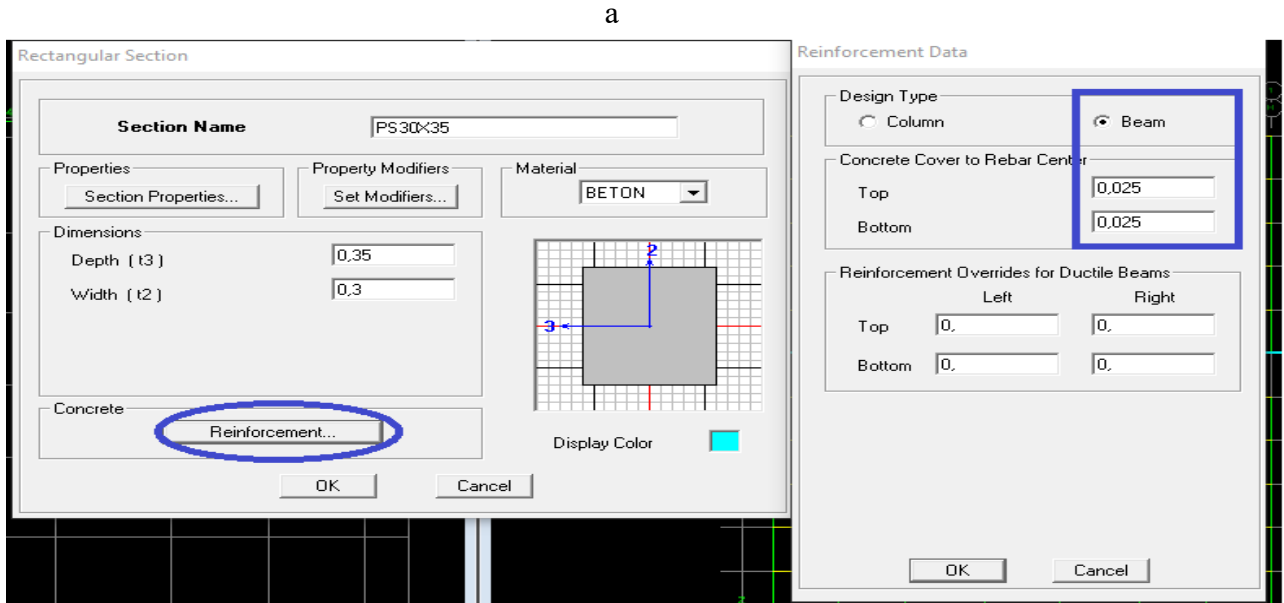 a
Rectangular Section
Section Name PS30X35
Properties Property Modifiers Material
Section Properties... Set Modifiers... BETON
Dimensions
Depth ( t3 ) 0,35
Width ( t2 ) 0,3
2
3
Concrete
Reinforcement...
Display Color
OK Cancel
Reinforcement Data
Design Type
Column Beam
Concrete Cover to Rebar Center
Top 0,025
Bottom 0,025
Reinforcement Overrides for Ductile Beams
Left Right
Top 0, 0,
Bottom 0, 0,
OK Cancel